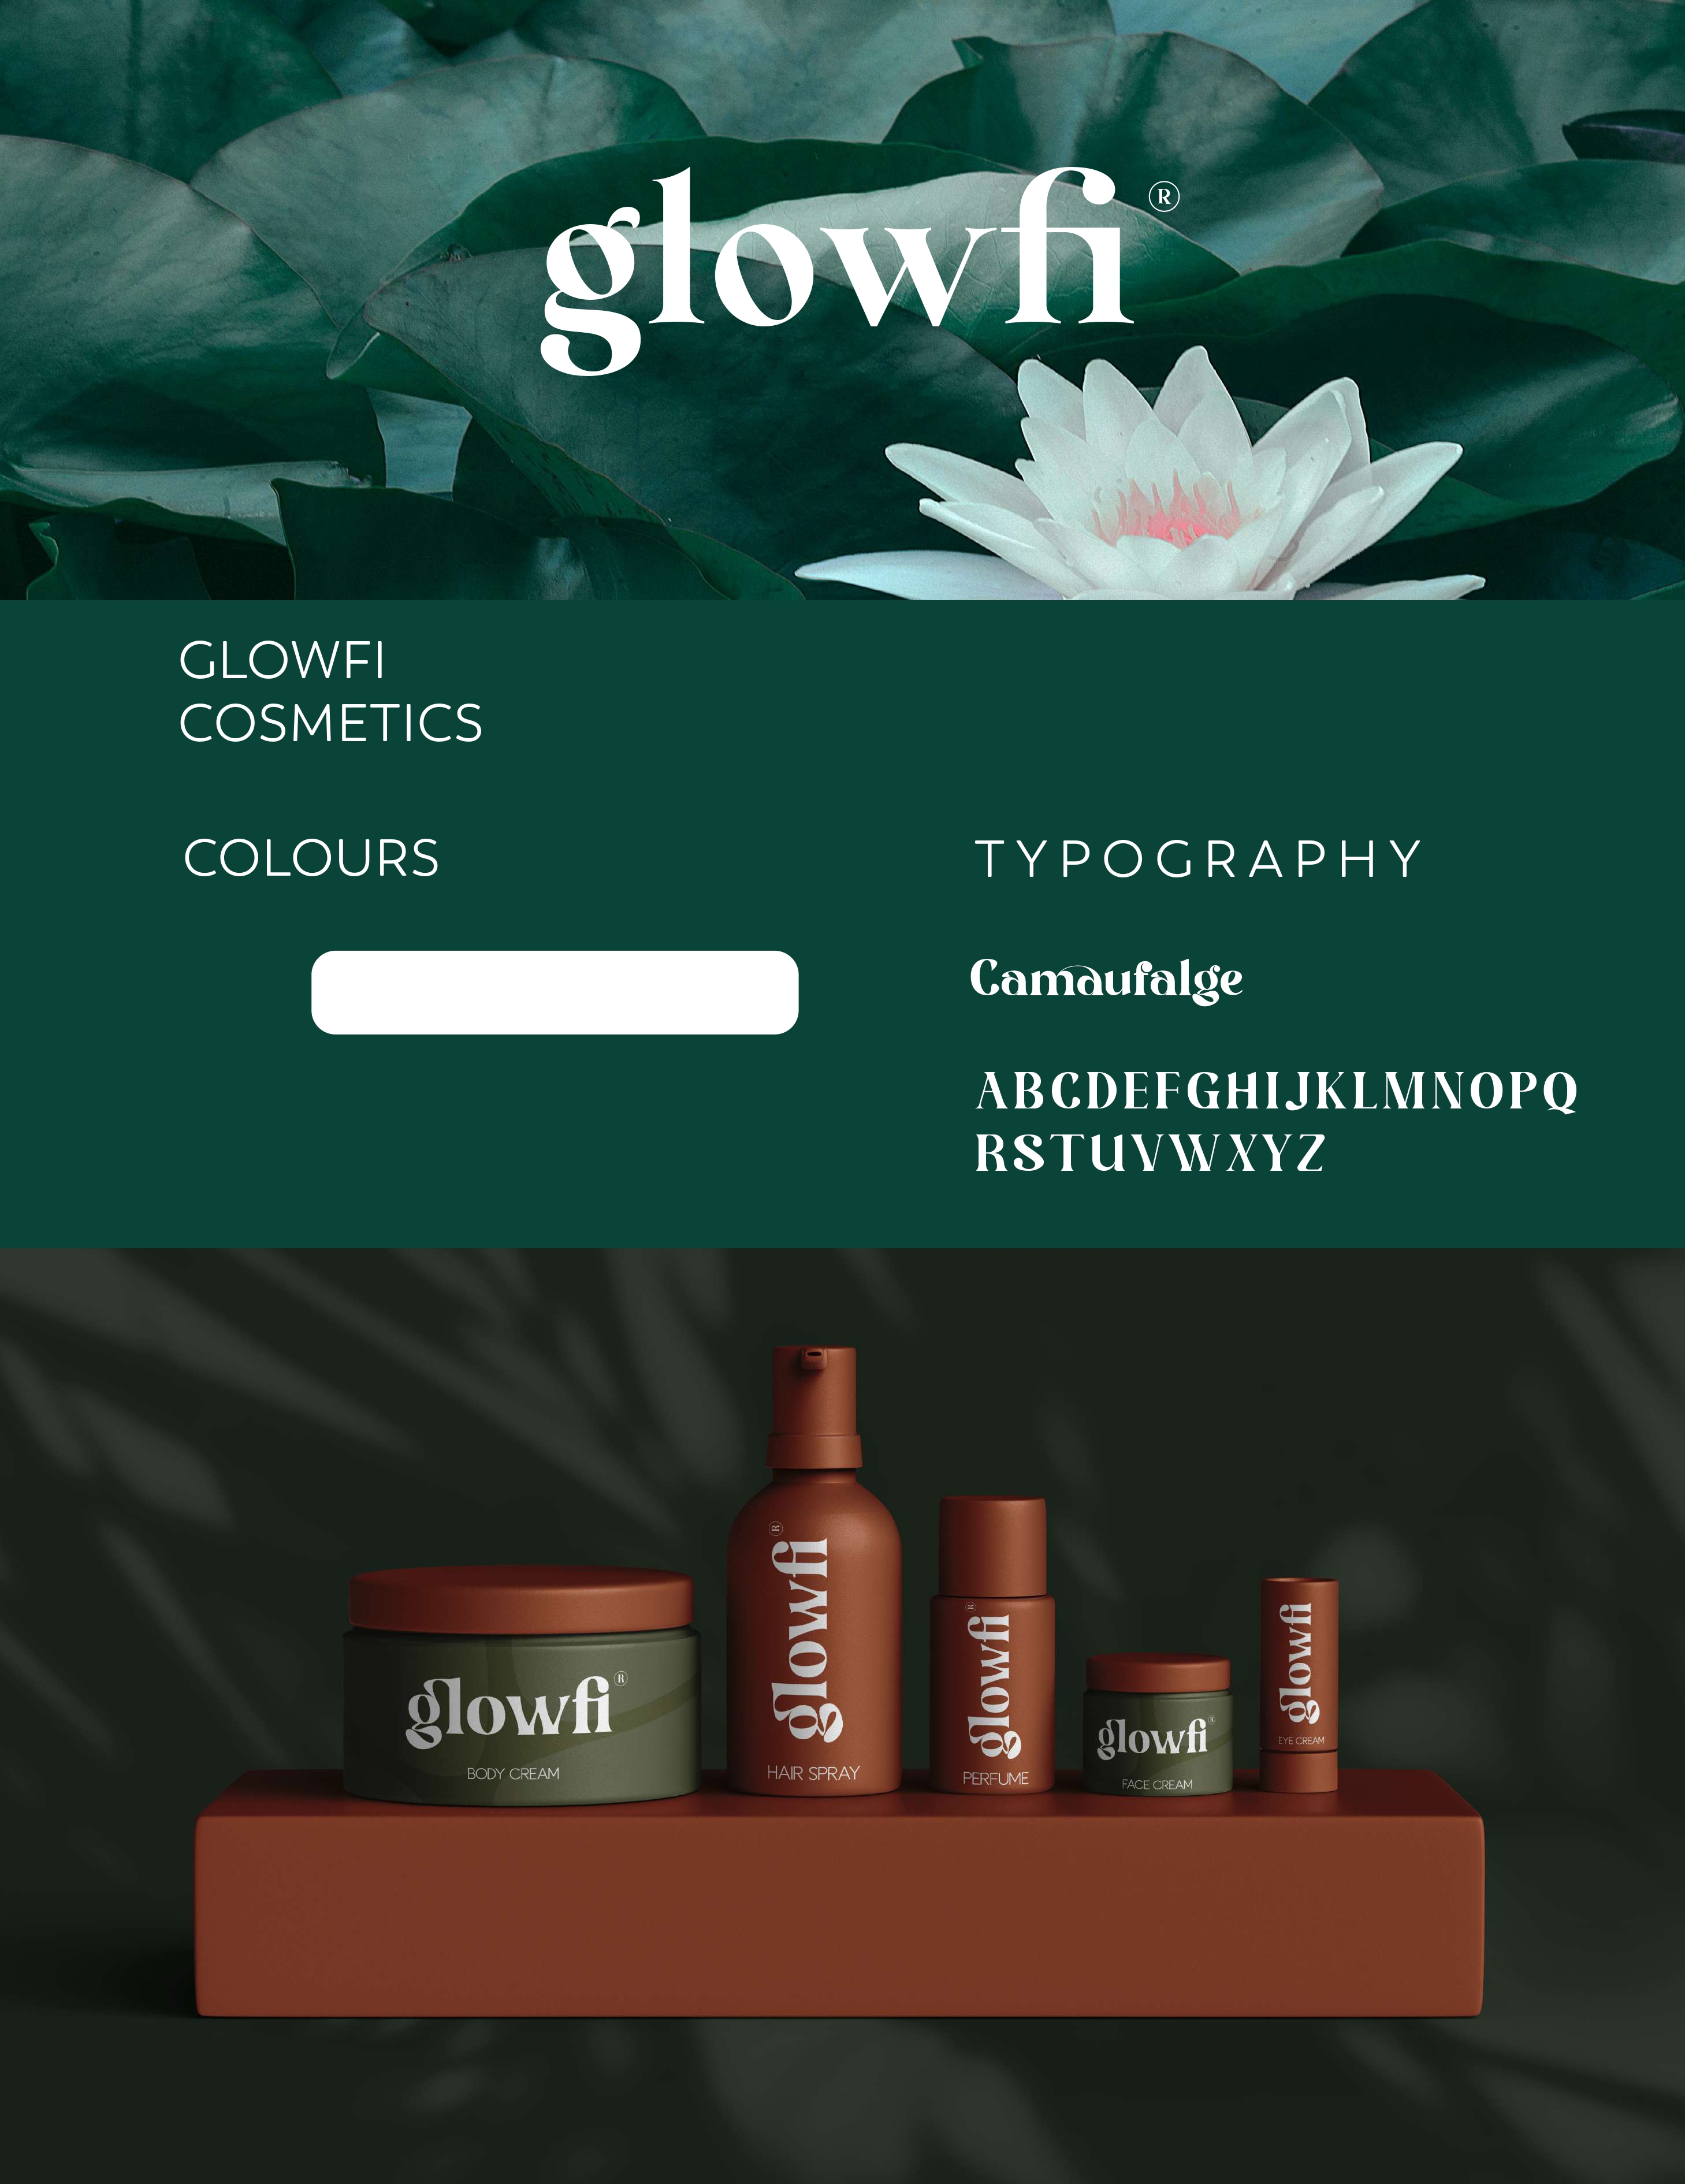 glowfi®
GLOWFI
COSMETICS
COLOURS
TYPOGRAPHY
Camaufalge
ABCDEFGHIJKLMNOPQ
RSTUVWXYZ
glowfi®
BODY CREAM
glowfi®
HAIR SPRAY
glowfi®
PERFUME
glowfi®
FACE CREAM
glowfi
EYE CREAM